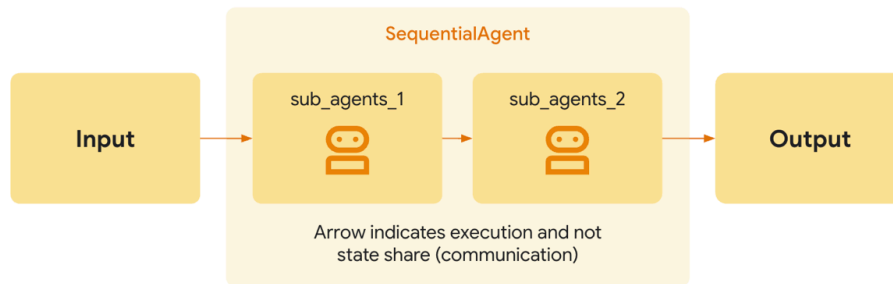 SequentialAgent
Input
sub_agents_1
sub_agents_2
Output
Arrow indicates execution and not
state share (communication)